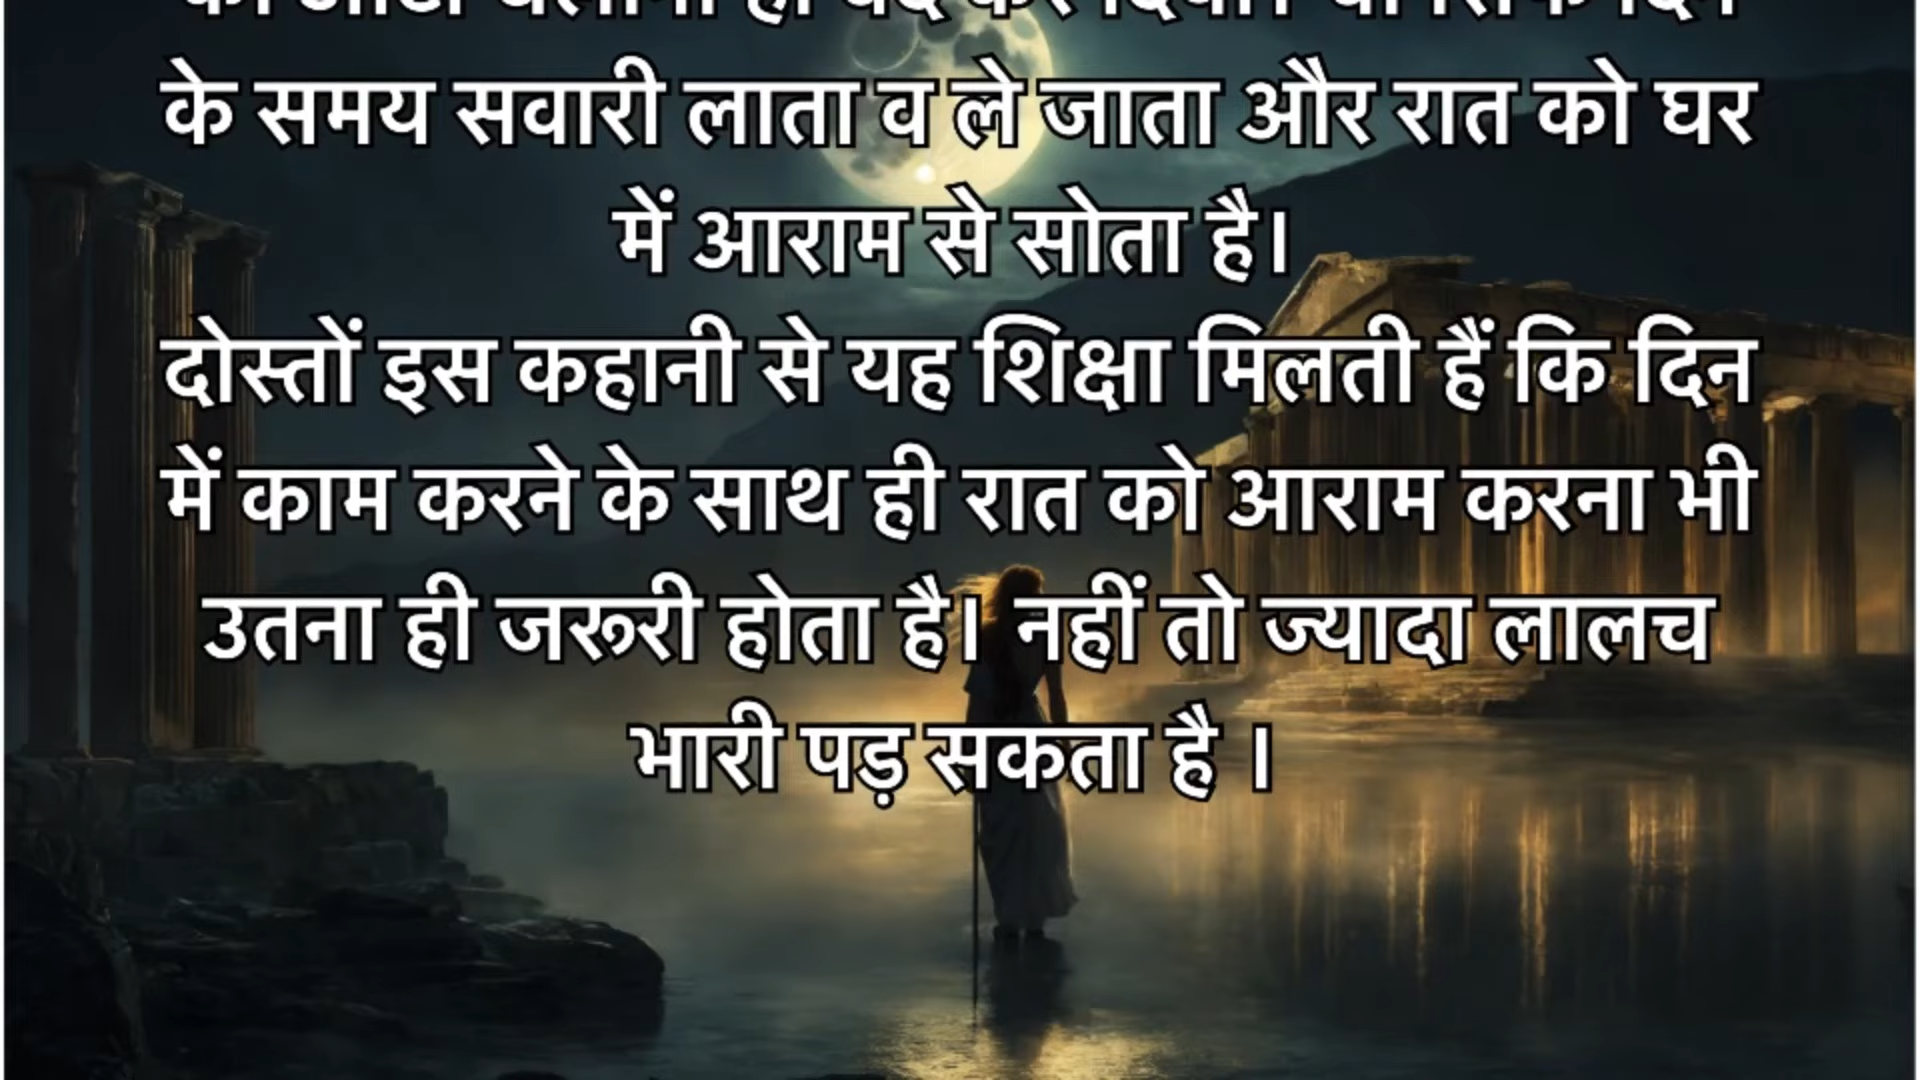 के समय सवारी लाता व ले जाता और रात को घर
में आराम से सोता है।
दोस्तों इस कहानी से यह शिक्षा मिलती हैं कि दिन
में काम करने के साथ ही रात को आराम करना भी
उतना ही जरूरी होता है। नहीं तो ज्यादा लालच
भारी पड़ सकता है ।